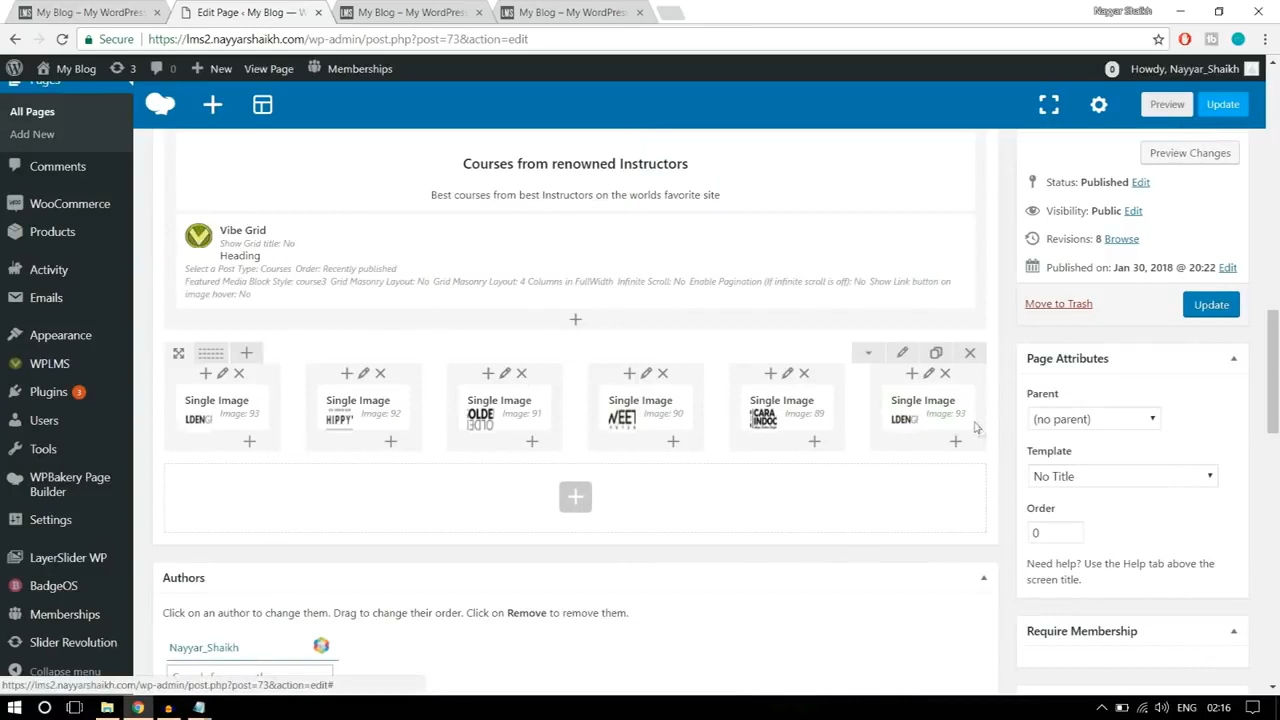 My Blog – My WordPress
Edit Page ‹ My Blog — W
My Blog – My WordPress
My Blog – My WordPress
Nayyar Shaikh
Secure
https://lms2.nayyarshaikh.com/wp-admin/post.php?post=73&action=edit
My Blog
3
New
View Page
Memberships
0
Howdy, Nayyar_Shaikh
Pages
All Pages
Add New
Comments
WooCommerce
Products
Activity
Emails
Appearance
WPLMS
Plugins 3
Users
Tools
WPBakery Page
Builder
Settings
LayerSlider WP
BadgeOS
Memberships
Slider Revolution
Collapse menu
Preview
Update
Courses from renowned Instructors
Best courses from best Instructors on the worlds favorite site
Vibe Grid
Show Grid title: No
Heading
Select a Post Type: Courses Order: Recently published
Featured Media Block Style: course3 Grid Masonry Layout: No Grid Masonry Layout: 4 Columns in FullWidth Infinite Scroll: No Enable Pagination (If infinite scroll is off): No Show Link button on
image hover: No
Single Image
Image: 93
LDENGI
Single Image
Image: 92
HIPPY'
Single Image
Image: 91
OLDE
Single Image
Image: 90
WEET
Single Image
Image: 89
CARA
INDOC
Single Image
Image: 93
LDENGI
Authors
Click on an author to change them. Drag to change their order. Click on Remove to remove them.
Nayyar_Shaikh
Preview Changes
Status: Published Edit
Visibility: Public Edit
Revisions: 8 Browse
Published on: Jan 30, 2018 @ 20:22 Edit
Move to Trash
Update
Page Attributes
Parent
(no parent)
Template
No Title
Order
0
Need help? Use the Help tab above the
screen title.
Require Membership
https://lms2.nayyarshaikh.com/wp-admin/post.php?post=73&action=edit#
ENG
02:16